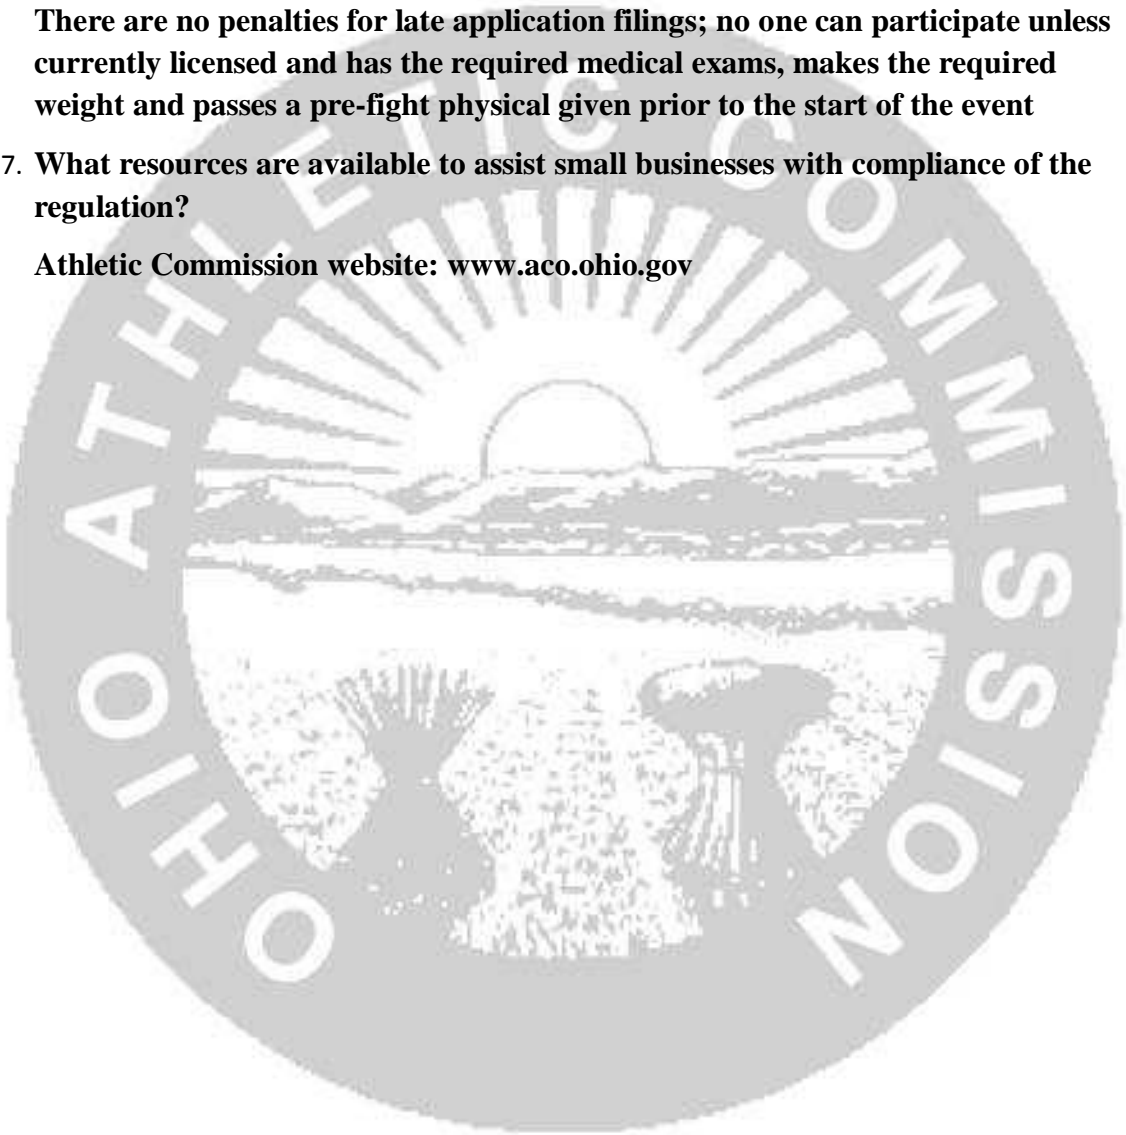 There are no penalties for late application filings; no one can participate unless
currently licensed and has the required medical exams, makes the required
weight and passes a pre-fight physical given prior to the start of the event
7. What resources are available to assist small businesses with compliance of the
regulation?
Athletic Commission website: www.aco.ohio.gov
OHIO ATHLETIC COMMISSION